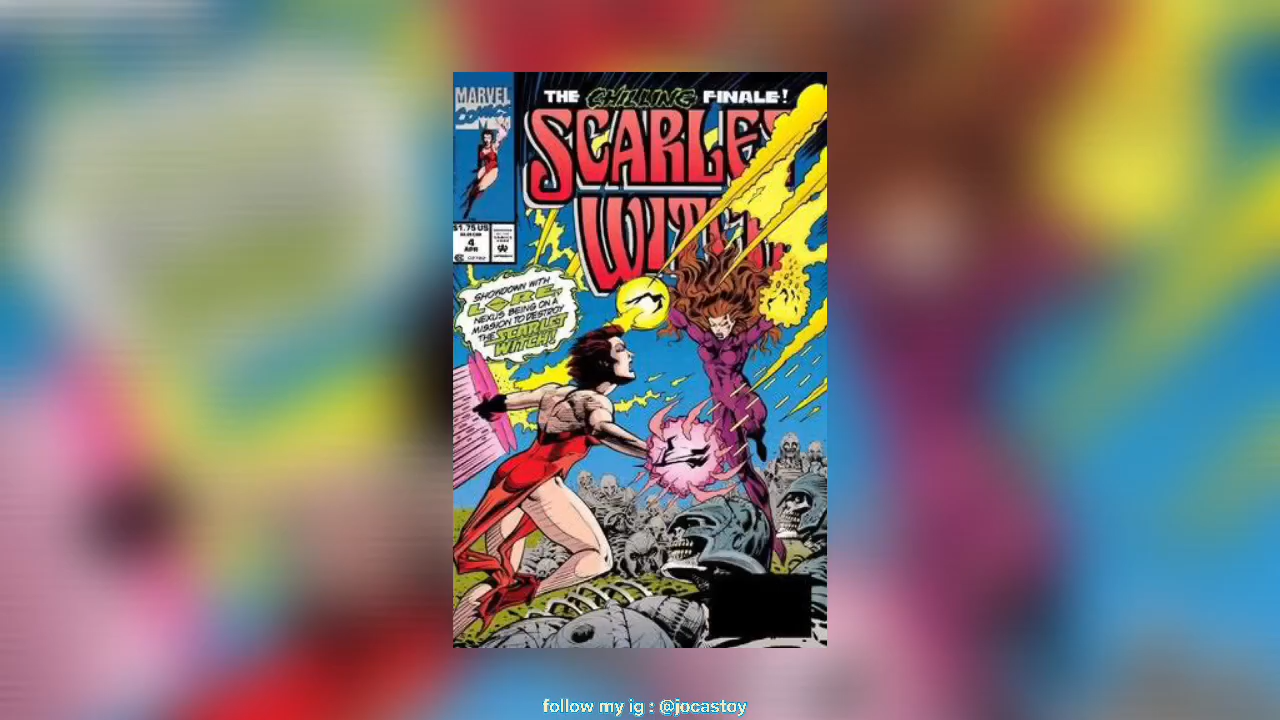 THE CHILLING FINALE!
MARVEL
COMICS
SCARLET
WITCH
$1.75 US
4
APR
SHOWDOWN WITH
LORE,
NEXUS BEING ON A
MISSION TO DESTROY
THE SCARLET
WITCH!
follow my ig : @jocastoy